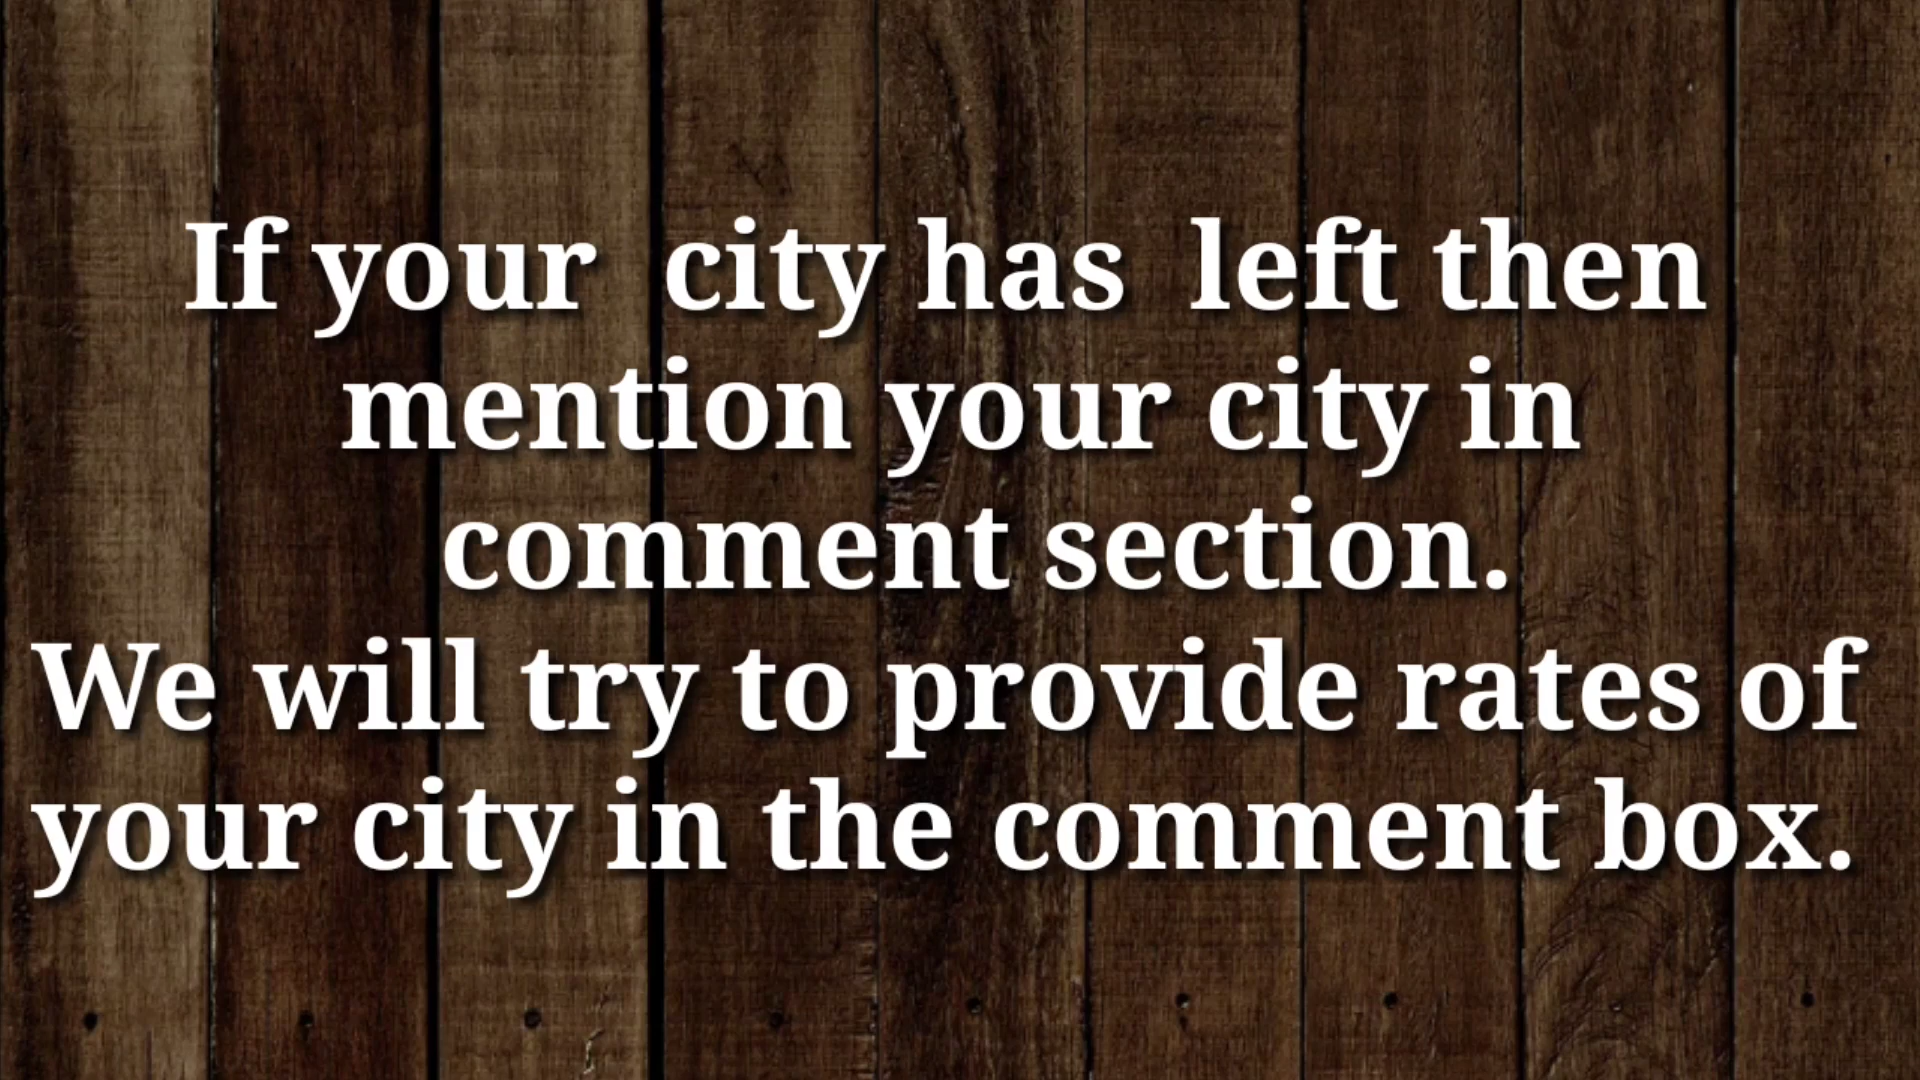 If your  city has  left then
mention your city in
comment section.
We will try to provide rates of
your city in the comment box.